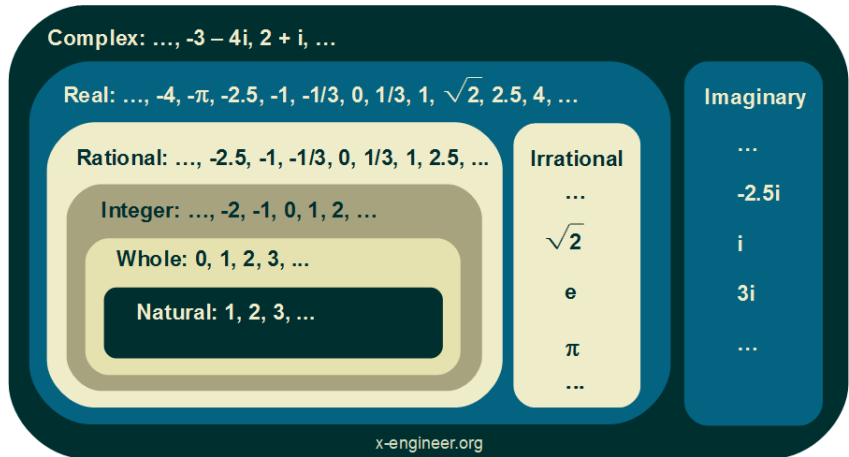 Complex: …, -3 – 4i, 2 + i, …
Real: …, -4, -π, -2.5, -1, -1/3, 0, 1/3, 1, √2, 2.5, 4, …
Rational: …, -2.5, -1, -1/3, 0, 1/3, 1, 2.5, ...
Integer: …, -2, -1, 0, 1, 2, …
Whole: 0, 1, 2, 3, ...
Natural: 1, 2, 3, …
Irrational
…
√2
e
π
...
Imaginary
…
-2.5i
i
3i
…
x-engineer.org